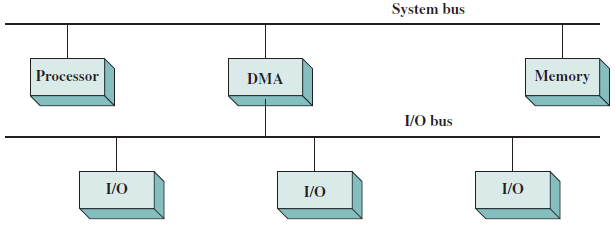 System bus
Processor
DMA
Memory
I/O bus
I/O
I/O
I/O